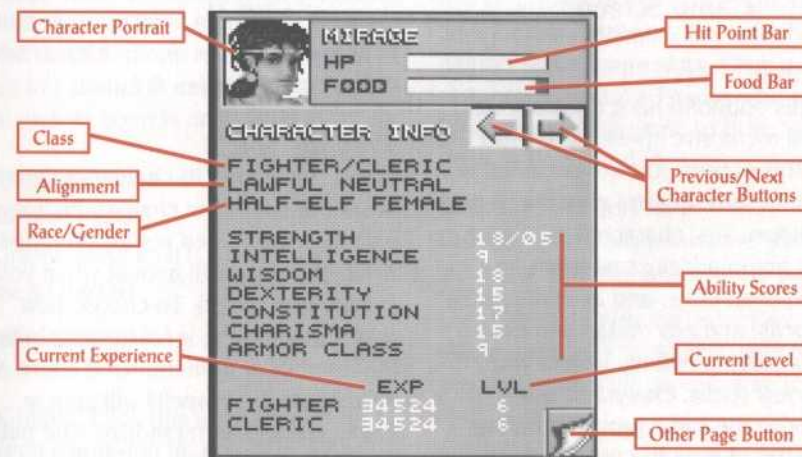 Character Portrait
Class
Alignment
Race/Gender
Current Experience
MIRAGE
HP
FOOD
CHARACTER INFO
FIGHTER/CLERIC
LAWFUL NEUTRAL
HALF-ELF FEMALE
STRENGTH 18/05
INTELLIGENCE 9
WISDOM 18
DEXTERITY 15
CONSTITUTION 17
CHARISMA 15
ARMOR CLASS 9
EXP LVL
FIGHTER 34524 6
CLERIC 34524 6
Hit Point Bar
Food Bar
Previous/Next
Character Buttons
Ability Scores
Current Level
Other Page Button